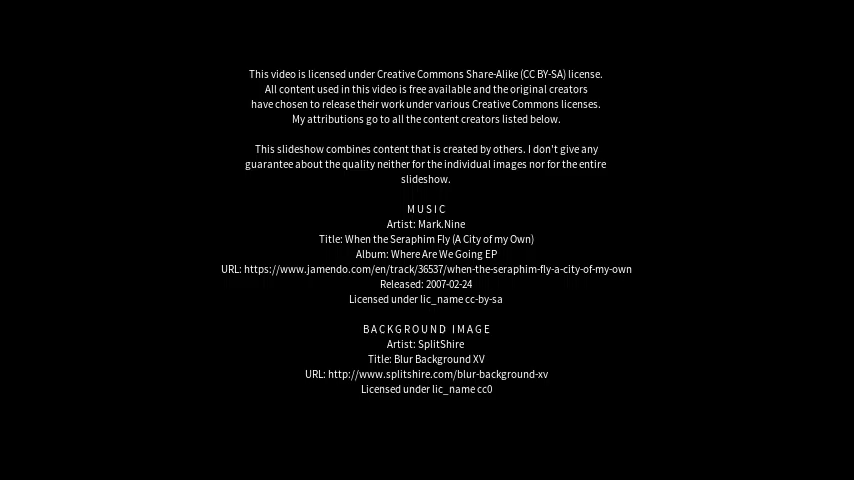 This video is licensed under Creative Commons Share-Alike (CC BY-SA) license.
All content used in this video is free available and the original creators
have chosen to release their work under various Creative Commons licenses.
My attributions go to all the content creators listed below.
This slideshow combines content that is created by others. I don't give any
guarantee about the quality neither for the individual images nor for the entire
slideshow.
MUSIC
Artist: Mark.Nine
Title: When the Seraphim Fly (A City of my Own)
Album: Where Are We Going EP
URL: https://www.jamendo.com/en/track/36537/when-the-seraphim-fly-a-city-of-my-own
Released: 2007-02-24
Licensed under lic_name cc-by-sa
BACKGROUND IMAGE
Artist: SplitShire
Title: Blur Background XV
URL: http://www.splitshire.com/blur-background-xv
Licensed under lic_name cc0